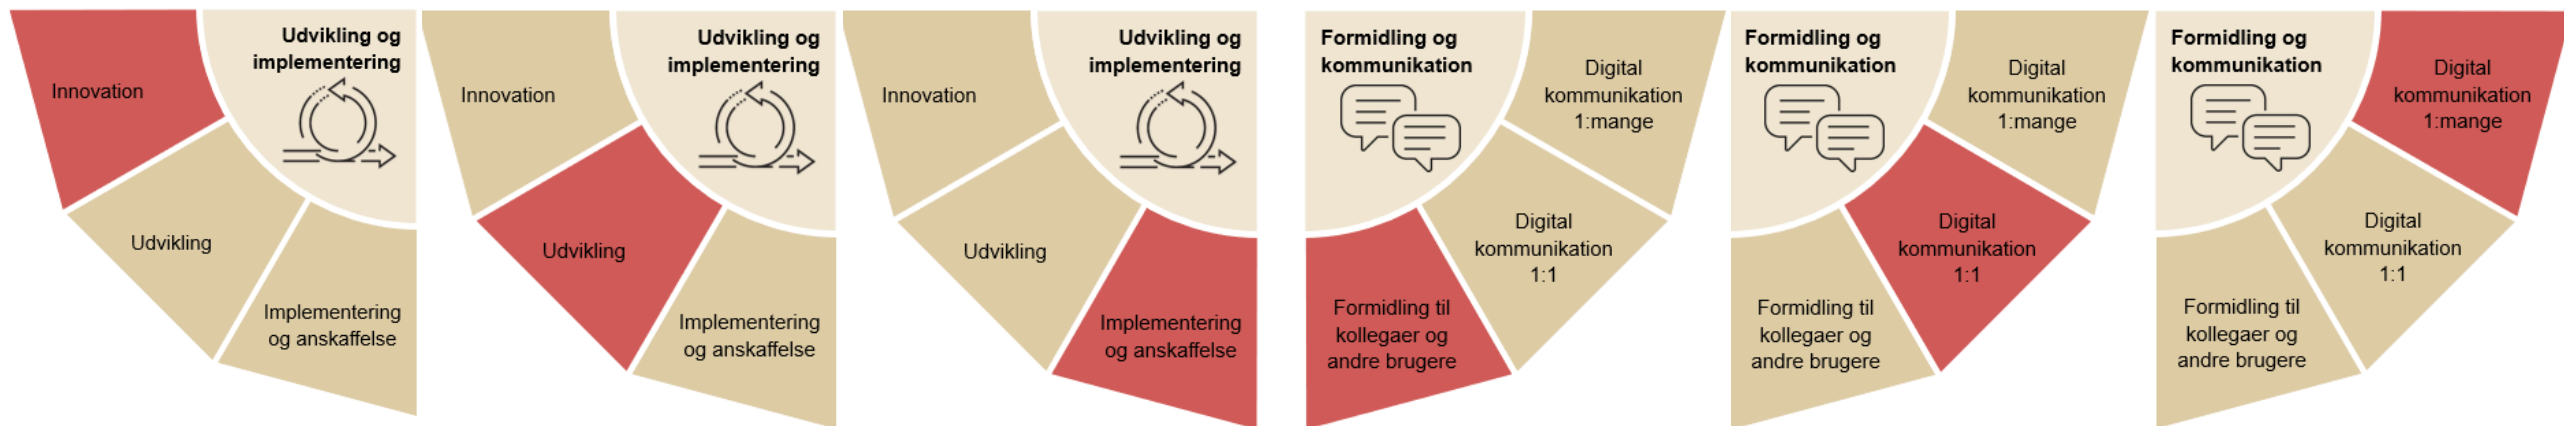 Udvikling og
implementering
Innovation
Udvikling
Implementering
og anskaffelse
Udvikling og
implementering
Innovation
Udvikling
Implementering
og anskaffelse
Udvikling og
implementering
Innovation
Udvikling
Implementering
og anskaffelse
Formidling og
kommunikation
Digital
kommunikation
1:mange
Digital
kommunikation
1:1
Formidling til
kollegaer og
andre brugere
Formidling og
kommunikation
Digital
kommunikation
1:mange
Digital
kommunikation
1:1
Formidling til
kollegaer og
andre brugere
Formidling og
kommunikation
Digital
kommunikation
1:mange
Digital
kommunikation
1:1
Formidling til
kollegaer og
andre brugere